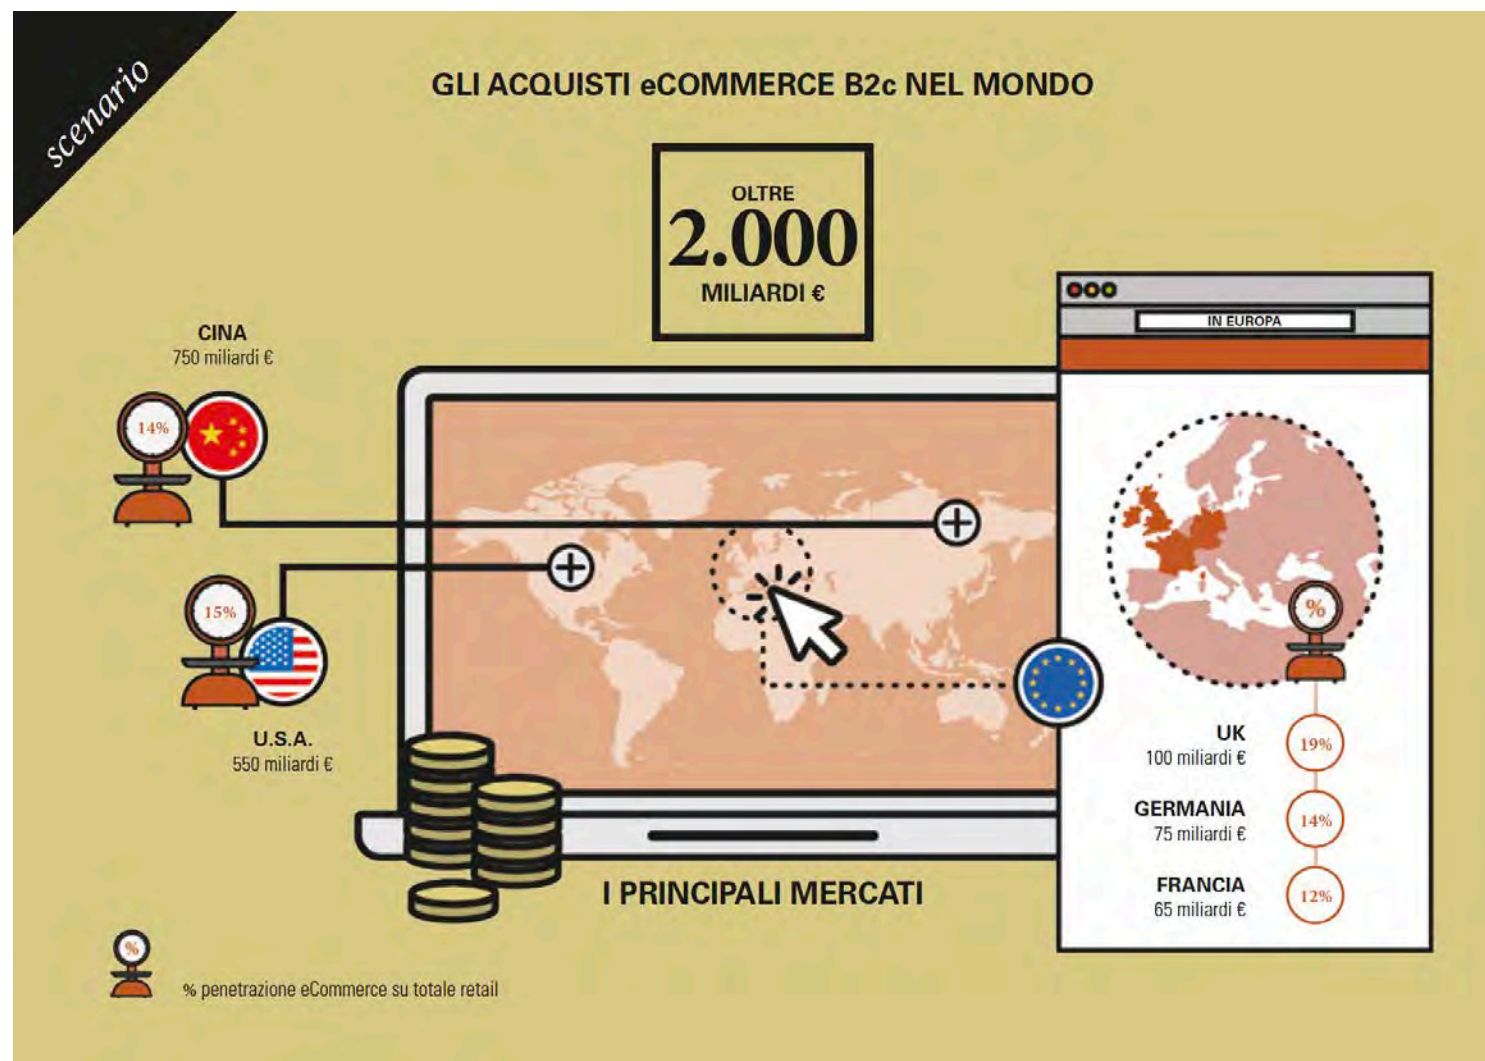 scenario
GLI ACQUISTI eCOMMERCE B2c NEL MONDO
OLTRE
2.000
MILIARDI €
CINA
750 miliardi €
14%
15%
U.S.A.
550 miliardi €
IN EUROPA
%
UK
100 miliardi €
19%
GERMANIA
75 miliardi €
14%
FRANCIA
65 miliardi €
12%
I PRINCIPALI MERCATI
%
% penetrazione eCommerce su totale retail